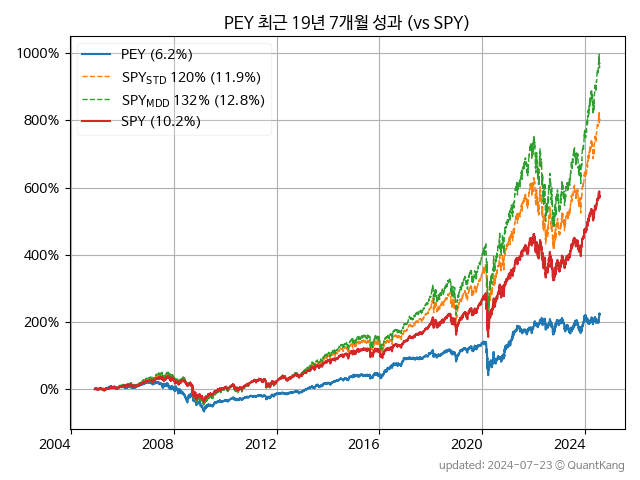 PEY 최근 19년 7개월 성과 (vs SPY)
1000%
800%
600%
400%
200%
0%
PEY (6.2%)
SPY_STD 120% (11.9%)
SPY_MDD 132% (12.8%)
SPY (10.2%)
2004 2008 2012 2016 2020 2024
updated: 2024-07-23 ⓒ QuantKang